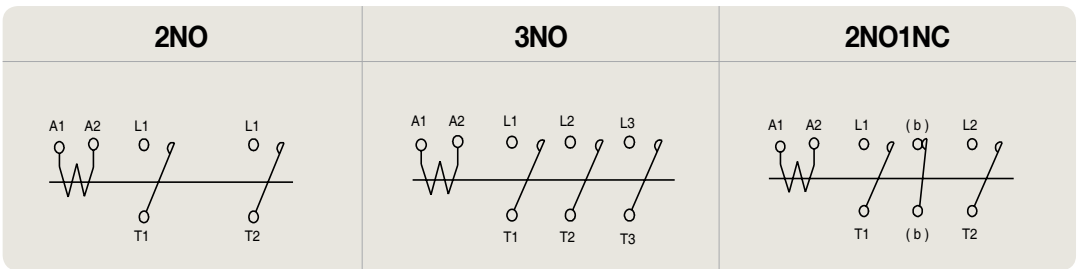 2NO
3NO
2NO1NC
A1 A2 L1 L1
T1 T2
A1 A2 L1 L2 L3
T1 T2 T3
A1 A2 L1 (b) L2
T1 (b) T2